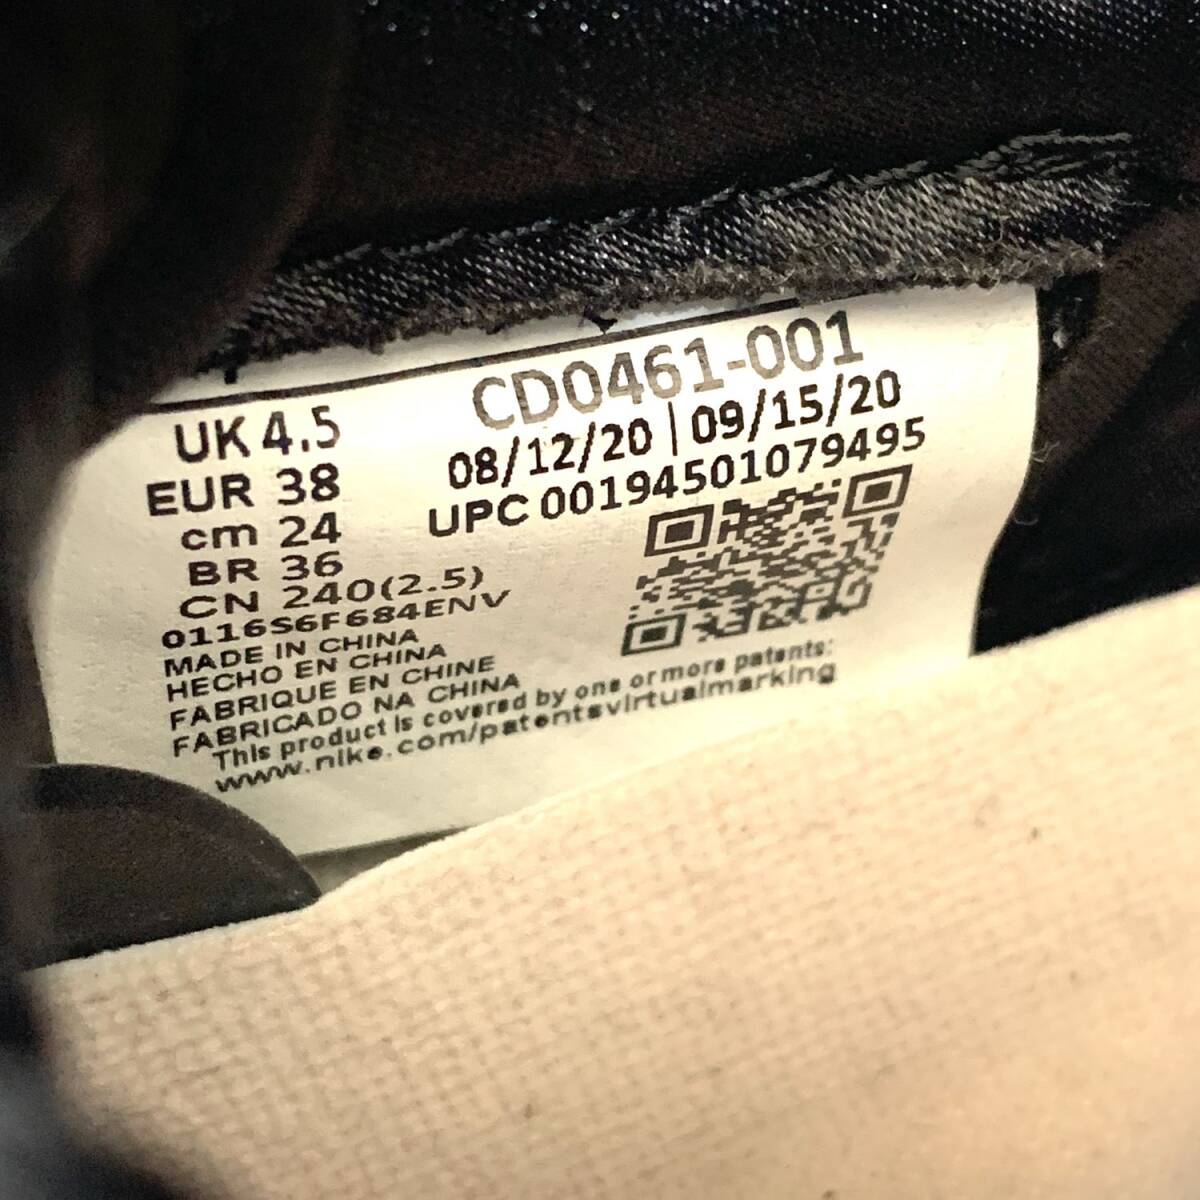 UK 4.5
EUR 38
cm 24
BR 36
CN 240(2.5)
CD0461-001
08/12/20 | 09/15/20
UPC 00194501079495
0116S6F684ENV
MADE IN CHINA
HECHO EN CHINA
FABRIQUE EN CHINE
FABRICADO NA CHINA
This product is covered by one or more patents:
www.nike.com/patentsvirtualmarking